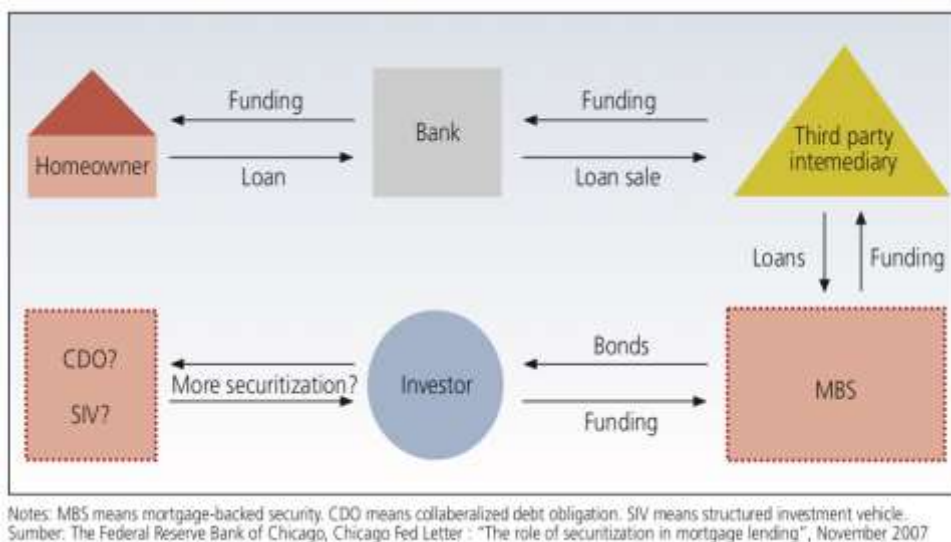 Funding
Funding
Bank
Third party
intemediary
Homeowner
Loan
Loan sale
Loans
Funding
CDO?
SIV?
More securitization?
Investor
Bonds
Funding
MBS
Notes: MBS means mortgage-backed security. CDO means collaberalized debt obligation. SIV means structured investment vehicle.
Sumber: The Federal Reserve Bank of Chicago, Chicago Fed Letter : "The role of securitization in mortgage lending", November 2007